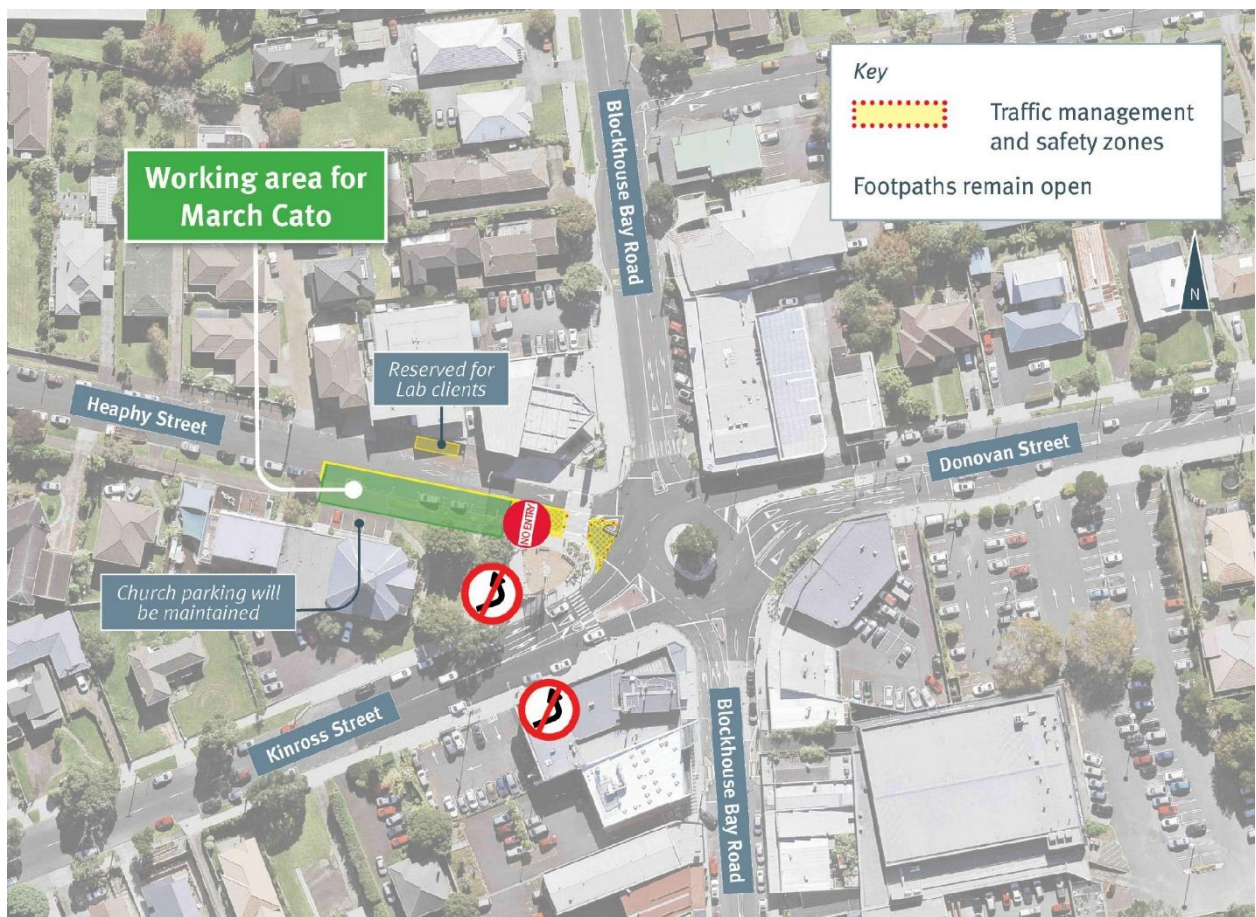 Key
Traffic management
and safety zones
Footpaths remain open
N
Blockhouse Bay Road
Working area for
March Cato
Reserved for
Lab clients
Heaphy Street
Donovan Street
NO ENTRY
Church parking will
be maintained
Kinross Street
Blockhouse Bay Road